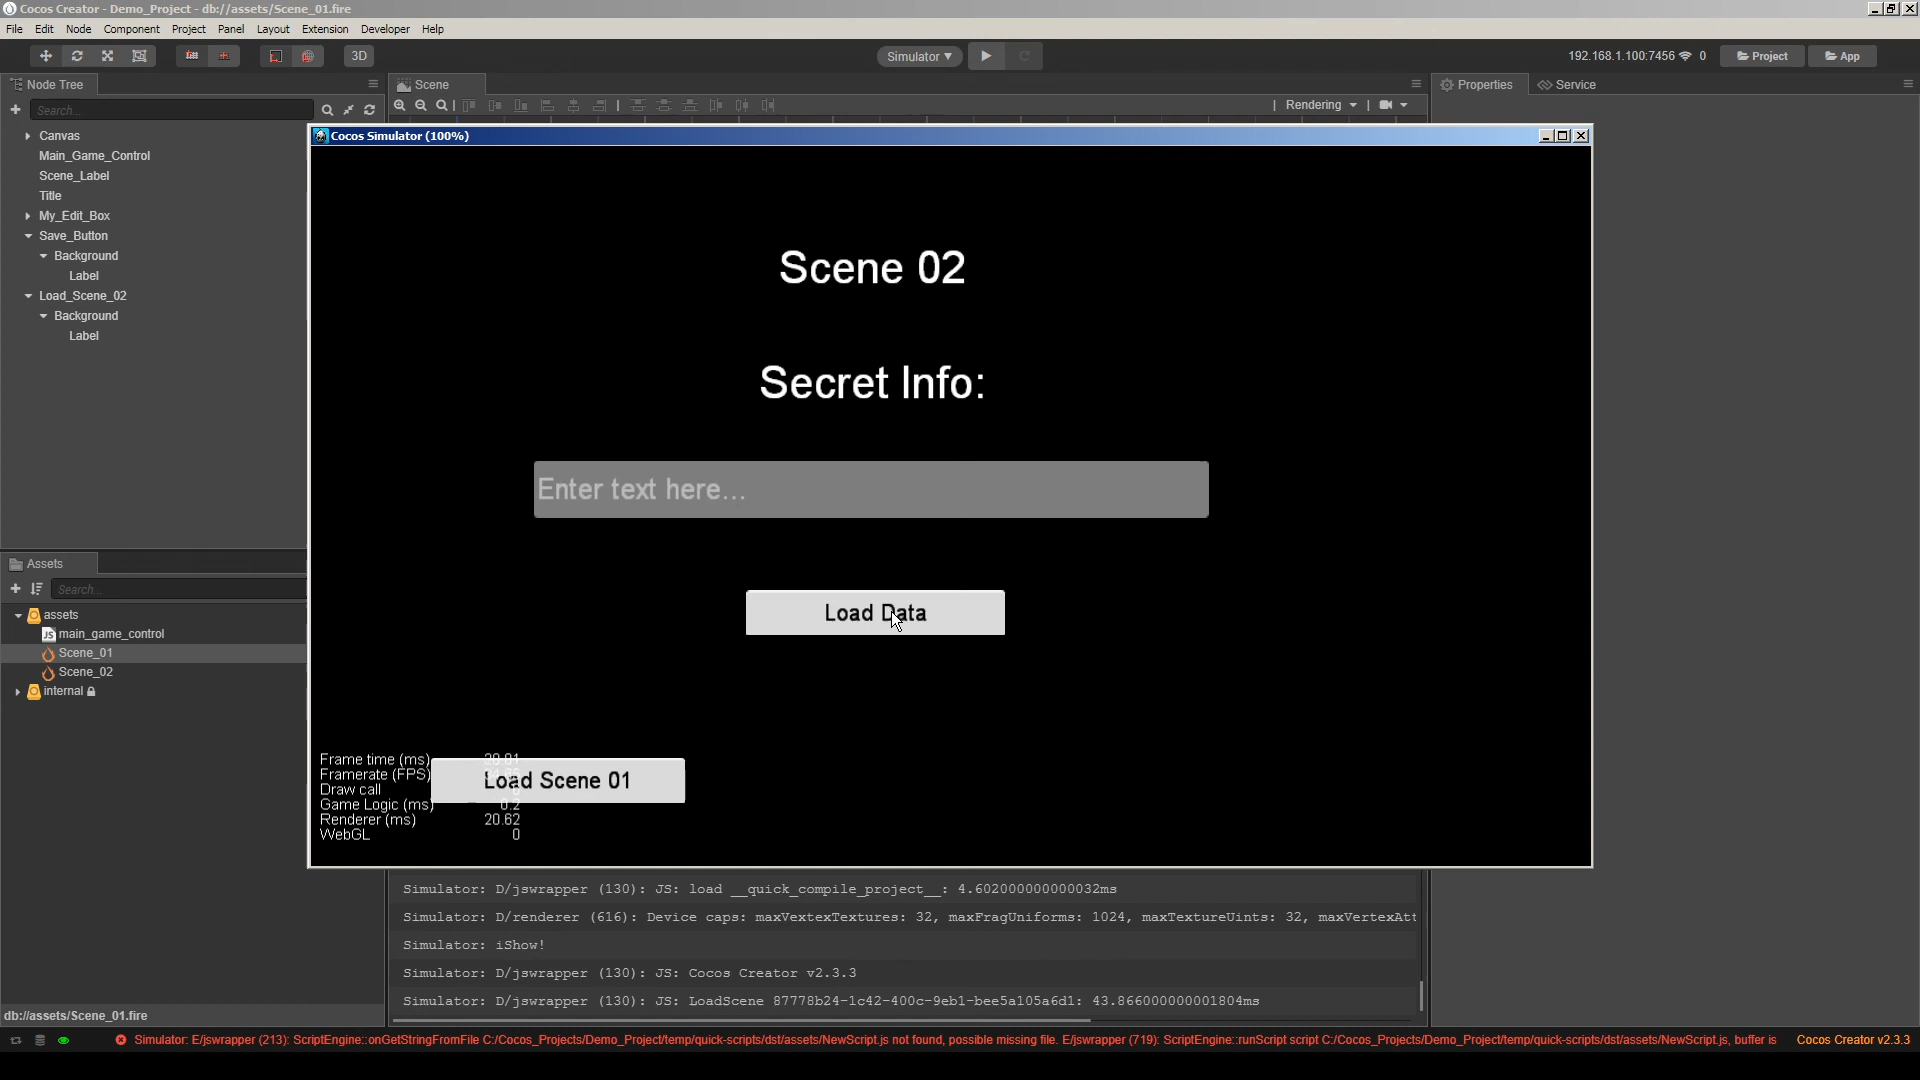 Cocos Creator - Demo_Project - db://assets/Scene_01.fire
File Edit Node Component Project Panel Layout Extension Developer Help
3D
Simulator
192.168.1.100:7456 0 Project App
Node Tree
Scene
Properties
Service
Search...
Rendering
Canvas
Main_Game_Control
Scene_Label
Title
My_Edit_Box
Save_Button
Background
Label
Load_Scene_02
Background
Label
Cocos Simulator (100%)
Scene 02
Secret Info:
Enter text here...
Load Data
Load Scene 01
Frame time (ms)
Framerate (FPS)
Draw call
Game Logic (ms) 0.2
Renderer (ms) 20.62
WebGL 0
Assets
Search...
assets
JS main_game_control
Scene_01
Scene_02
internal
Simulator: D/jswrapper (130): JS: load __quick_compile_project__: 4.602000000000032ms
Simulator: D/renderer (616): Device caps: maxVextexTextures: 32, maxFragUniforms: 1024, maxTextureUints: 32, maxVertexAtt
Simulator: iShow!
Simulator: D/jswrapper (130): JS: Cocos Creator v2.3.3
Simulator: D/jswrapper (130): JS: LoadScene 87778b24-1c42-400c-9eb1-bee5a105a6d1: 43.866000000001804ms
db://assets/Scene_01.fire
Simulator: E/jswrapper (213): ScriptEngine::onGetStringFromFile C:/Cocos_Projects/Demo_Project/temp/quick-scripts/dst/assets/NewScript.js not found, possible missing file. E/jswrapper (719): ScriptEngine::runScript script C:/Cocos_Projects/Demo_Project/temp/quick-scripts/dst/assets/NewScript.js, buffer is
Cocos Creator v2.3.3